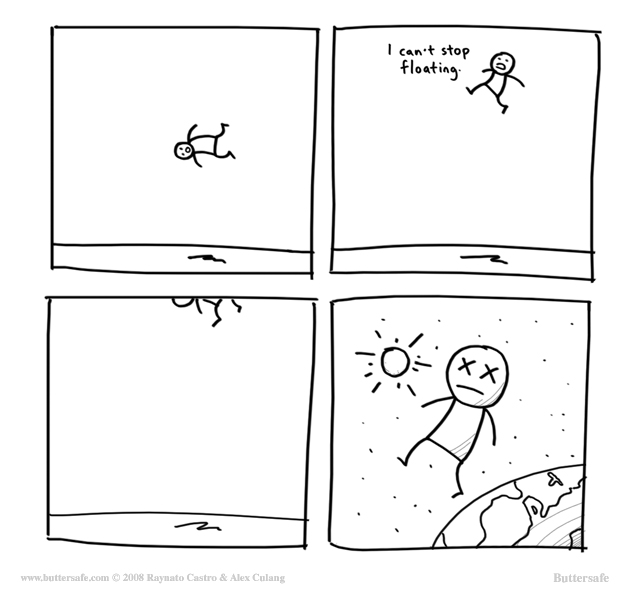 I can't stop
floating.
www.buttersafe.com © 2008 Raynato Castro & Alex Culang
Buttersafe